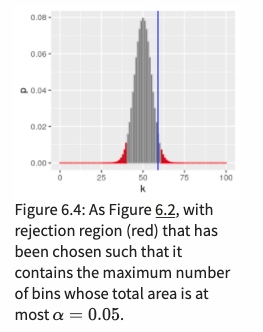 0.08
0.06
0.04
0.02
0.00
p
0 25 50 75 100
k
Figure 6.4: As Figure 6.2, with
rejection region (red) that has
been chosen such that it
contains the maximum number
of bins whose total area is at
most α = 0.05.